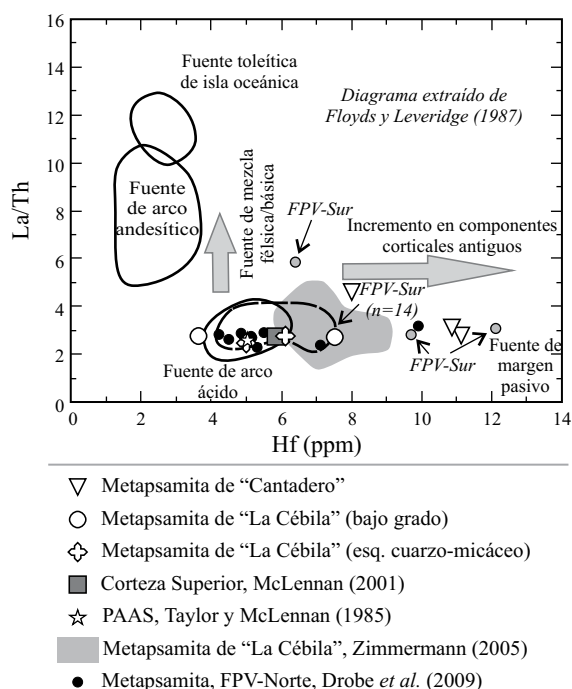 16
14
12
10
8
6
4
2
0
La/Th
Fuente toleítica
de isla oceánica
Diagrama extraído de
Floyds y Leveridge (1987)
Fuente
de arco
andesítico
Fuente de mezcla
félsica/básica
FPV-Sur
Incremento en componentes
corticales antiguos
FPV-Sur
(n=14)
Fuente de arco
ácido
FPV-Sur
Fuente de
margen
pasivo
0 2 4 6 8 10 12 14
Hf (ppm)
Metapsamita de “Cantadero”
Metapsamita de “La Cébila” (bajo grado)
Metapsamita de “La Cébila” (esq. cuarzo-micáceo)
Corteza Superior, McLennan (2001)
PAAS, Taylor y McLennan (1985)
Metapsamita de “La Cébila”, Zimmermann (2005)
Metapsamita, FPV-Norte, Drobe et al. (2009)